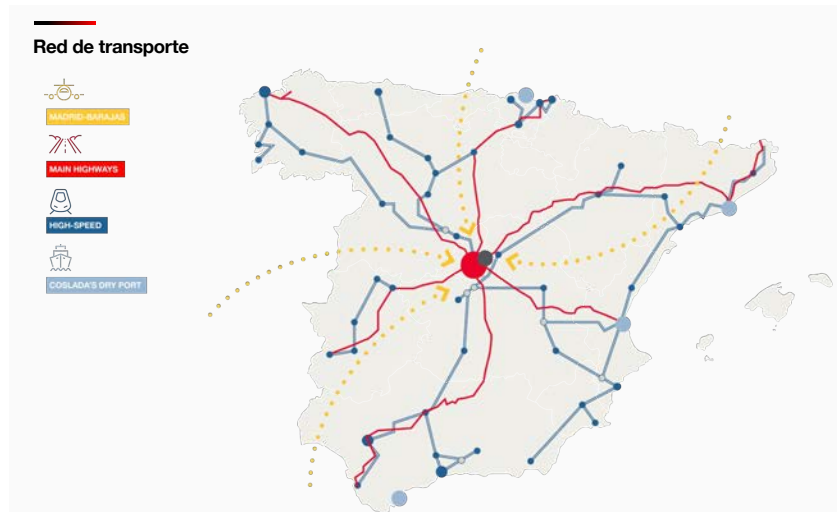 Red de transporte
MADRID-BARAJAS
MAIN HIGHWAYS
HIGH-SPEED
COSLADA'S DRY PORT